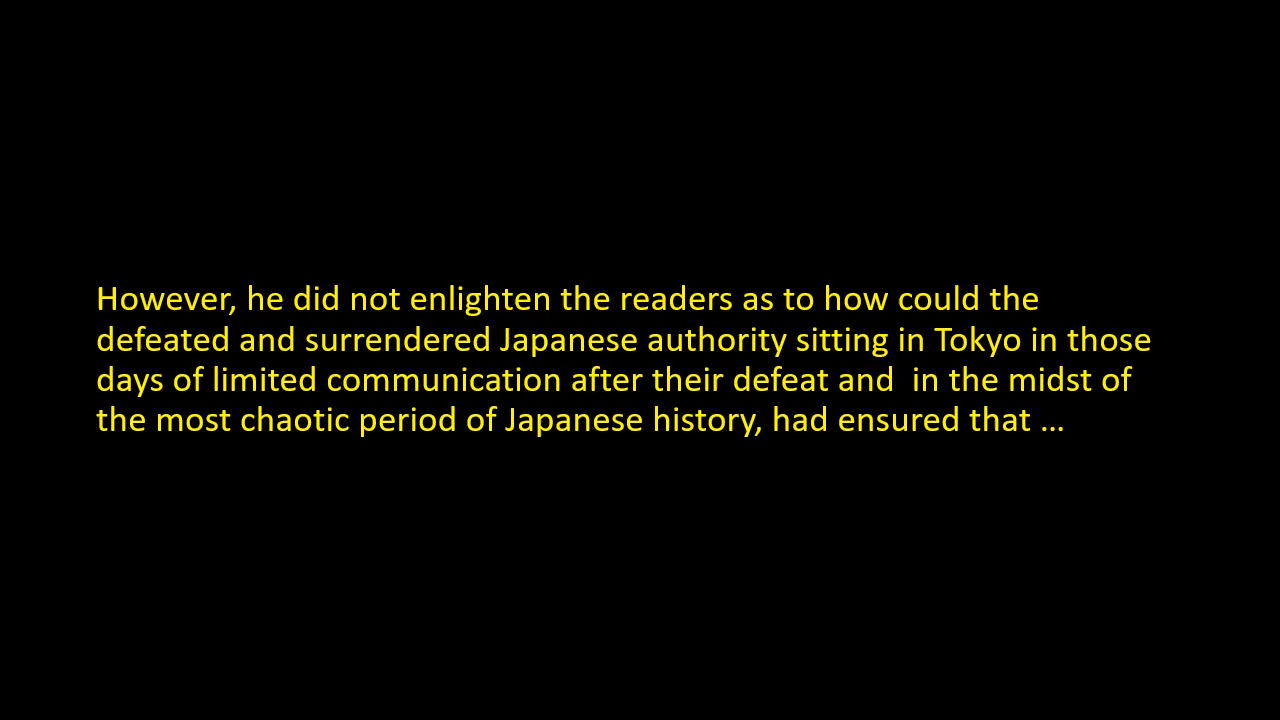 However, he did not enlighten the readers as to how could the
defeated and surrendered Japanese authority sitting in Tokyo in those
days of limited communication after their defeat and  in the midst of
the most chaotic period of Japanese history, had ensured that …